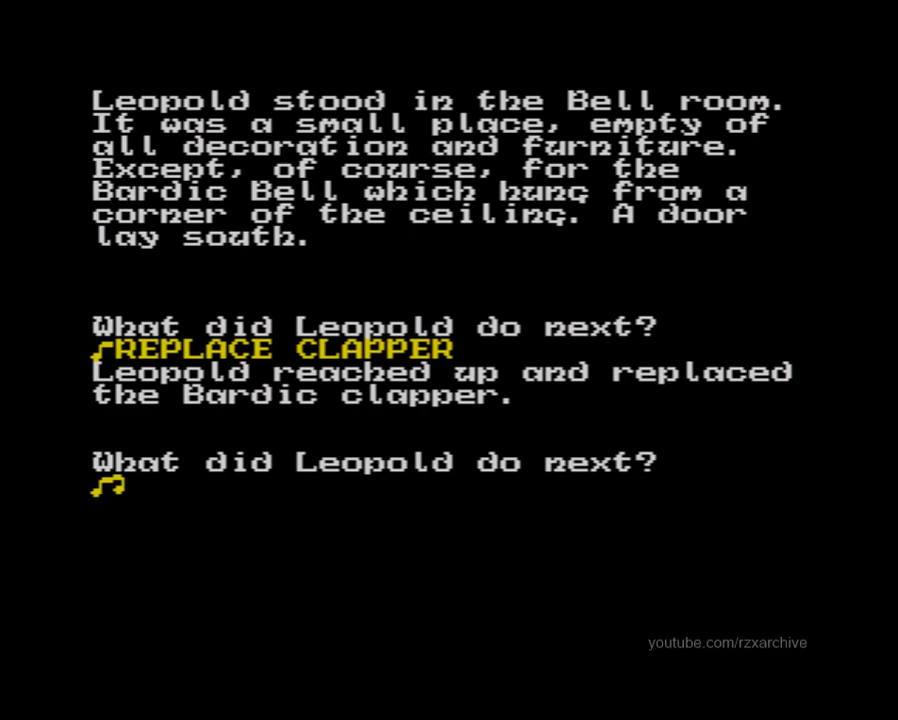 Leopold stood in the Bell room.
It was a small place, empty of
all decoration and furniture.
Except, of course, for the
Bardic Bell which hung from a
corner of the ceiling. A door
lay south.
What did Leopold do next?
♪REPLACE CLAPPER
Leopold reached up and replaced
the Bardic clapper.
What did Leopold do next?
♫
youtube.com/rzxarchive